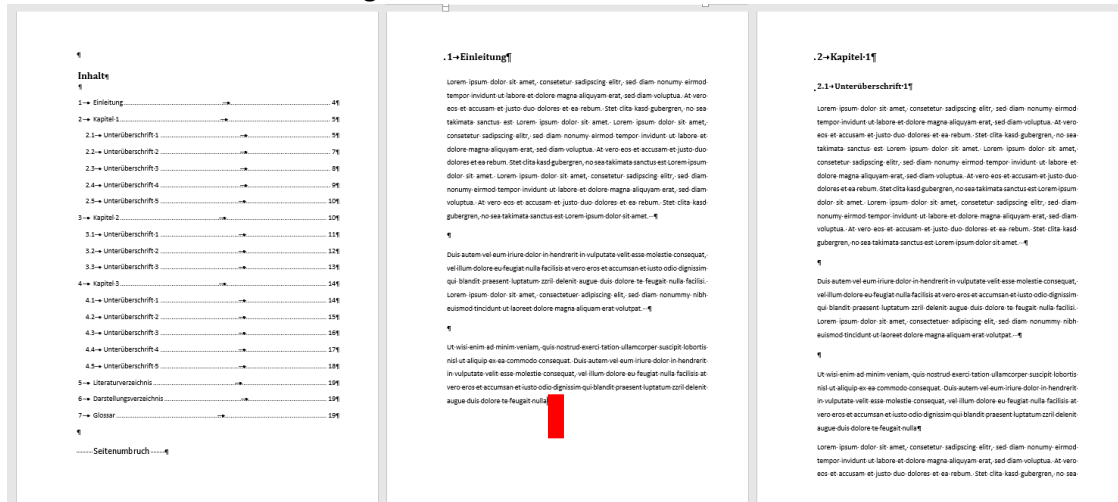 ¶
Inhalt¶
¶
1→ Einleitung → 4¶
2→ Kapitel·1 → 5¶
2.1→ Unterüberschrift·1 → 5¶
2.2→ Unterüberschrift·2 → 7¶
2.3→ Unterüberschrift·3 → 8¶
2.4→ Unterüberschrift·4 → 9¶
2.5→ Unterüberschrift·5 → 10¶
3→ Kapitel·2 → 10¶
3.1→ Unterüberschrift·1 → 11¶
3.2→ Unterüberschrift·2 → 12¶
3.3→ Unterüberschrift·3 → 13¶
4→ Kapitel·3 → 14¶
4.1→ Unterüberschrift·1 → 14¶
4.2→ Unterüberschrift·2 → 15¶
4.3→ Unterüberschrift·3 → 16¶
4.4→ Unterüberschrift·4 → 17¶
4.5→ Unterüberschrift·5 → 18¶
5→ Literaturverzeichnis → 19¶
6→ Darstellungsverzeichnis → 19¶
7→ Glossar → 19¶
¶
Seitenumbruch ¶
1→Einleitung¶
Lorem· ipsum· dolor· sit· amet,· consetetur· sadipscing· elitr,· sed· diam· nonumy· eirmod·
tempor·invidunt·ut·labore·et·dolore·magna·aliquyam·erat,·sed·diam·voluptua.·At·vero·
eos·et·accusam·et·justo·duo·dolores·et·ea·rebum.·Stet·clita·kasd·gubergren,·no·sea·
takimata· sanctus· est· Lorem· ipsum· dolor· sit· amet.· Lorem· ipsum· dolor· sit· amet,·
consetetur· sadipscing· elitr,· sed· diam· nonumy· eirmod· tempor· invidunt· ut· labore· et·
dolore·magna·aliquyam·erat,·sed·diam·voluptua.·At·vero·eos·et·accusam·et·justo·duo·
dolores·et·ea·rebum.·Stet·clita·kasd·gubergren,·no·sea·takimata·sanctus·est·Lorem·ipsum·
dolor· sit· amet.· Lorem· ipsum· dolor· sit· amet,· consetetur· sadipscing· elitr,· sed· diam·
nonumy· eirmod· tempor· invidunt· ut· labore· et· dolore· magna· aliquyam· erat,· sed· diam·
voluptua.· At· vero· eos· et· accusam· et· justo· duo· dolores· et· ea· rebum.· Stet· clita· kasd·
gubergren,·no·sea·takimata·sanctus·est·Lorem·ipsum·dolor·sit·amet.··¶
¶
Duis·autem·vel·eum·iriure·dolor·in·hendrerit·in·vulputate·velit·esse·molestie·consequat,·
vel·illum·dolore·eu·feugiat·nulla·facilisis·at·vero·eros·et·accumsan·et·iusto·odio·dignissim·
qui·blandit·praesent·luptatum·zzril·delenit·augue·duis·dolore·te·feugait·nulla·facilisi.·
Lorem· ipsum· dolor· sit· amet,· consectetuer· adipiscing· elit,· sed· diam· nonummy· nibh·
euismod·tincidunt·ut·laoreet·dolore·magna·aliquam·erat·volutpat.··¶
¶
Ut·wisi·enim·ad·minim·veniam,·quis·nostrud·exerci·tation·ullamcorper·suscipit·lobortis·
nisl·ut·aliquip·ex·ea·commodo·consequat.·Duis·autem·vel·eum·iriure·dolor·in·hendrerit·
in·vulputate·velit·esse·molestie·consequat,·vel·illum·dolore·eu·feugiat·nulla·facilisis·at·
vero·eros·et·accumsan·et·iusto·odio·dignissim·qui·blandit·praesent·luptatum·zzril·delenit·
augue·duis·dolore·te·feugait·nulla
2→Kapitel·1¶
2.1→Unterüberschrift·1¶
Lorem· ipsum· dolor· sit· amet,· consetetur· sadipscing· elitr,· sed· diam· nonumy· eirmod·
tempor·invidunt·ut·labore·et·dolore·magna·aliquyam·erat,·sed·diam·voluptua.·At·vero·
eos·et·accusam·et·justo·duo·dolores·et·ea·rebum.·Stet·clita·kasd·gubergren,·no·sea·
takimata· sanctus· est· Lorem· ipsum· dolor· sit· amet.· Lorem· ipsum· dolor· sit· amet,·
consetetur· sadipscing· elitr,· sed· diam· nonumy· eirmod· tempor· invidunt· ut· labore· et·
dolore·magna·aliquyam·erat,·sed·diam·voluptua.·At·vero·eos·et·accusam·et·justo·duo·
dolores·et·ea·rebum.·Stet·clita·kasd·gubergren,·no·sea·takimata·sanctus·est·Lorem·ipsum·
dolor· sit· amet.· Lorem· ipsum· dolor· sit· amet,· consetetur· sadipscing· elitr,· sed· diam·
nonumy· eirmod· tempor· invidunt· ut· labore· et· dolore· magna· aliquyam· erat,· sed· diam·
voluptua.· At· vero· eos· et· accusam· et· justo· duo· dolores· et· ea· rebum.· Stet· clita· kasd·
gubergren,·no·sea·takimata·sanctus·est·Lorem·ipsum·dolor·sit·amet.··¶
¶
Duis·autem·vel·eum·iriure·dolor·in·hendrerit·in·vulputate·velit·esse·molestie·consequat,·
vel·illum·dolore·eu·feugiat·nulla·facilisis·at·vero·eros·et·accumsan·et·iusto·odio·dignissim·
qui·blandit·praesent·luptatum·zzril·delenit·augue·duis·dolore·te·feugait·nulla·facilisi.·
Lorem· ipsum· dolor· sit· amet,· consectetuer· adipiscing· elit,· sed· diam· nonummy· nibh·
euismod·tincidunt·ut·laoreet·dolore·magna·aliquam·erat·volutpat.··¶
¶
Ut·wisi·enim·ad·minim·veniam,·quis·nostrud·exerci·tation·ullamcorper·suscipit·lobortis·
nisl·ut·aliquip·ex·ea·commodo·consequat.·Duis·autem·vel·eum·iriure·dolor·in·hendrerit·
in·vulputate·velit·esse·molestie·consequat,·vel·illum·dolore·eu·feugiat·nulla·facilisis·at·
vero·eros·et·accumsan·et·iusto·odio·dignissim·qui·blandit·praesent·luptatum·zzril·delenit·
augue·duis·dolore·te·feugait·nulla¶
Lorem· ipsum· dolor· sit· amet,· consetetur· sadipscing· elitr,· sed· diam· nonumy· eirmod·
tempor·invidunt·ut·labore·et·dolore·magna·aliquyam·erat,·sed·diam·voluptua.·At·vero·
eos·et·accusam·et·justo·duo·dolores·et·ea·rebum.·Stet·clita·kasd·gubergren,·no·sea·